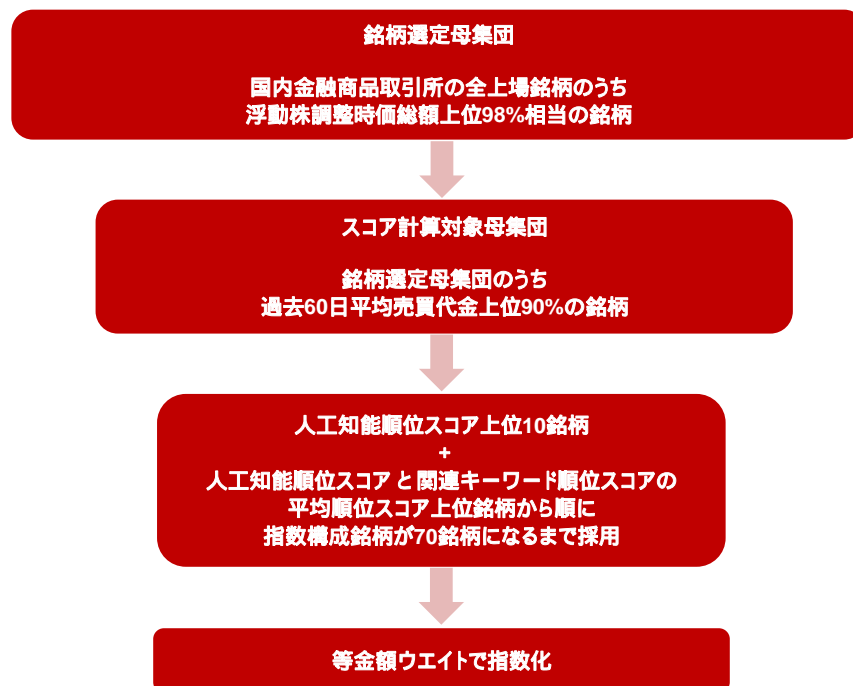 銘柄選定母集団
国内金融商品取引所の全上場銘柄のうち
浮動株調整時価総額上位98%相当の銘柄
スコア計算対象母集団
銘柄選定母集団のうち
過去60日平均売買代金上位90%の銘柄
人工知能順位スコア上位10銘柄
+
人工知能順位スコア と 関連キーワード順位スコアの
平均順位スコア上位銘柄から順に
指数構成銘柄が70銘柄になるまで採用
等金額ウエイトで指数化